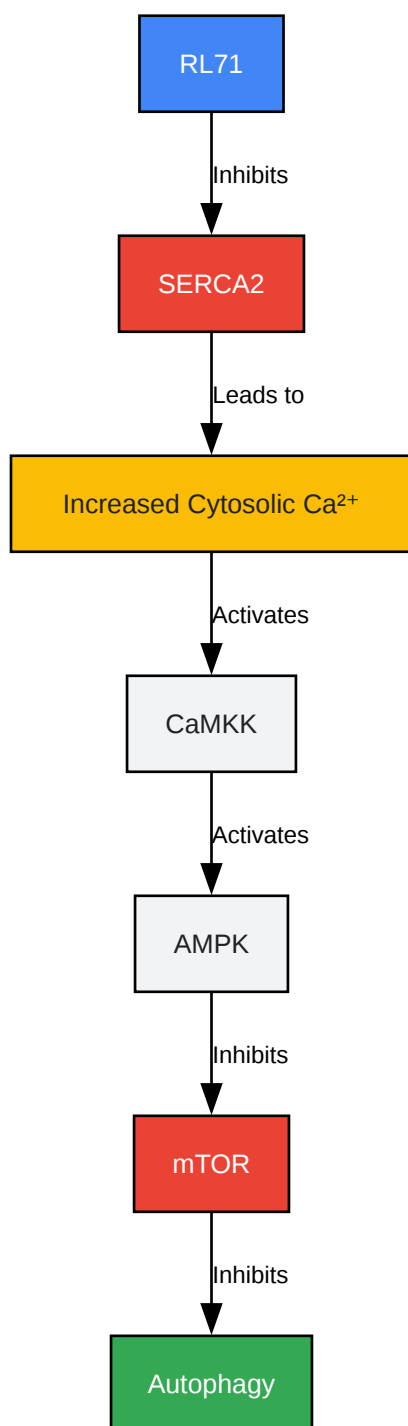 RL71
Inhibits
SERCA2
Leads to
Increased Cytosolic Ca²⁺
Activates
CaMKK
Activates
AMPK
Inhibits
mTOR
Inhibits
Autophagy